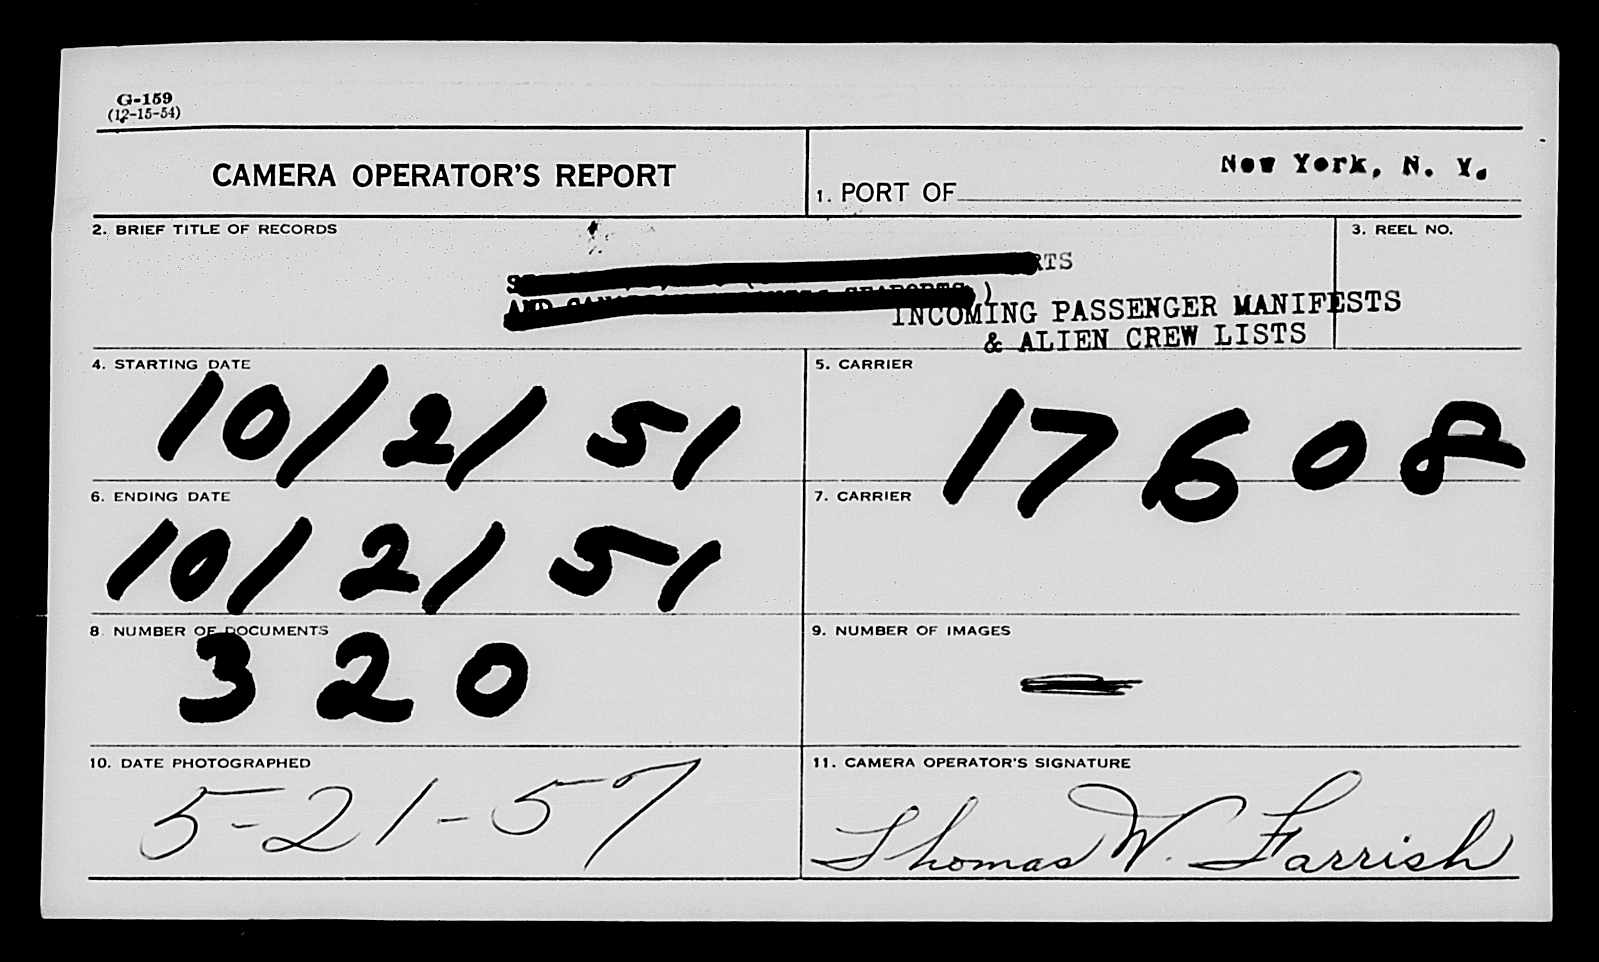 G-159
(12-15-54)
CAMERA OPERATOR'S REPORT
1. PORT OF
New York, N. Y.
2. BRIEF TITLE OF RECORDS
3. REEL NO.
RTS
AND
)
INCOMING PASSENGER MANIFESTS
& ALIEN CREW LISTS
4. STARTING DATE
10/2/51
5. CARRIER
17608
6. ENDING DATE
10/2/51
7. CARRIER
8 NUMBER OF DOCUMENTS
320
9. NUMBER OF IMAGES
10. DATE PHOTOGRAPHED
5-21-57
11. CAMERA OPERATOR'S SIGNATURE
Thomas W. Farrish